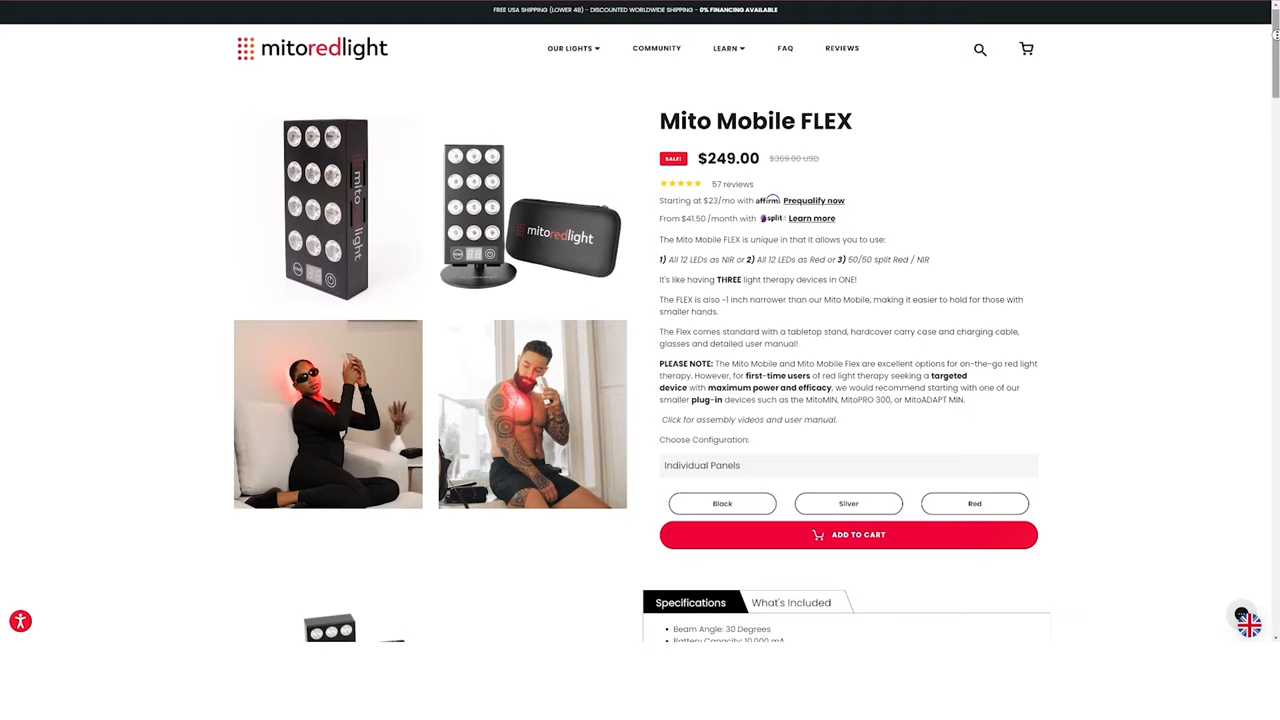 FREE USA SHIPPING (LOWER 48) - DISCOUNTED WORLDWIDE SHIPPING - 0% FINANCING AVAILABLE
mitoredlight
OUR LIGHTS
COMMUNITY
LEARN
FAQ
REVIEWS
Mito Mobile FLEX
SALE!
$249.00
$369.00 USD
57 reviews
Starting at $23/mo with affirm. Prequalify now
From $41.50 /month with split Learn more
The Mito Mobile FLEX is unique in that it allows you to use:
1) All 12 LEDs as NIR or 2) All 12 LEDs as Red or 3) 50/50 split Red / NIR
It's like having THREE light therapy devices in ONE!
The FLEX is also ~1 inch narrower than our Mito Mobile, making it easier to hold for those with
smaller hands.
The Flex comes standard with a tabletop stand, hardcover carry case and charging cable,
glasses and detailed user manual!
PLEASE NOTE: The Mito Mobile and Mito Mobile Flex are excellent options for on-the-go red light
therapy. However, for first-time users of red light therapy seeking a targeted
device with maximum power and efficacy, we would recommend starting with one of our
smaller plug-in devices such as the MitoMIN, MitoPRO 300, or MitoADAPT MIN.
Click for assembly videos and user manual.
Choose Configuration:
Individual Panels
Black
Silver
Red
ADD TO CART
mito red light
mitoredlight
Specifications
What's Included
Beam Angle: 30 Degrees
Battery Capacity: 10,000 mA